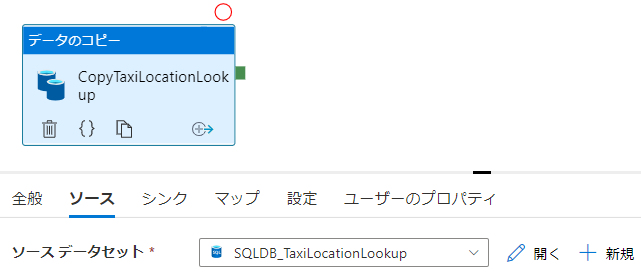 データのコピー
CopyTaxiLocationLook
up
全般 ソース シンク マップ 設定 ユーザーのプロパティ
ソース データセット * SQLDB_TaxiLocationLookup 開く 新規